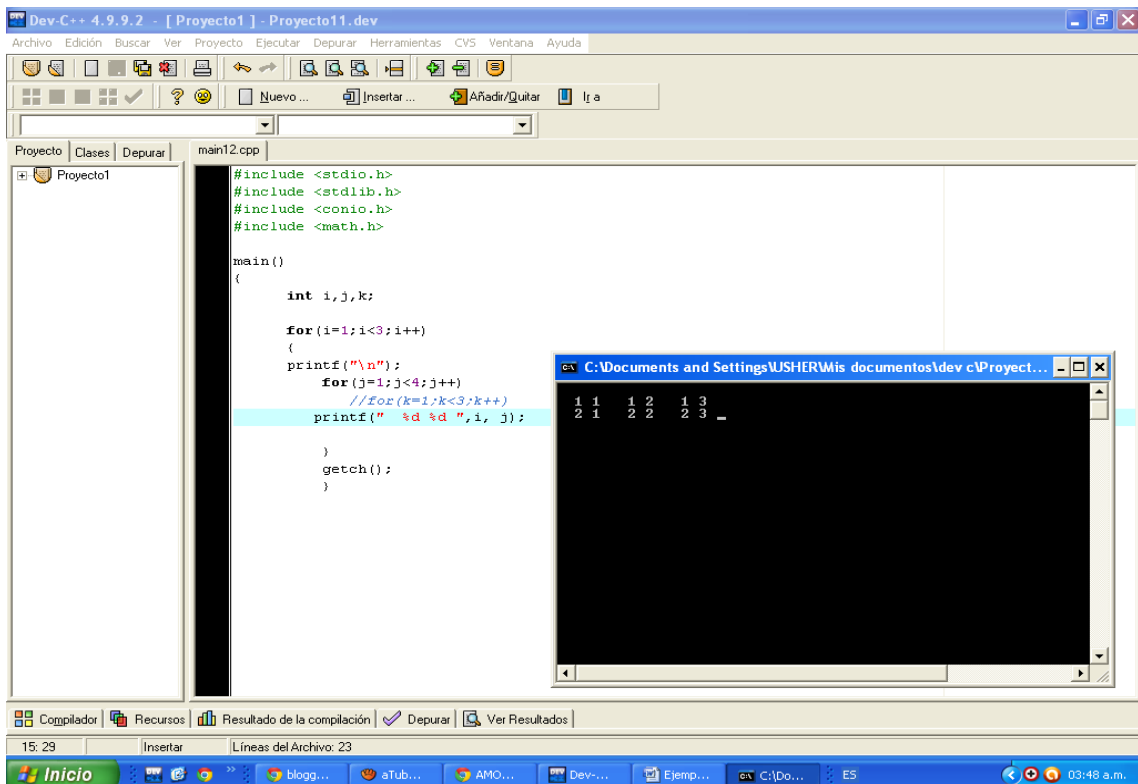 Dev-C++ 4.9.9.2 - [ Proyecto1 ] - Proyecto11.dev
Archivo Edición Buscar Ver Proyecto Ejecutar Depurar Herramientas CVS Ventana Ayuda
Nuevo ... Insertar ... Añadir/Quitar Ir a
Proyecto Clases Depurar main12.cpp
Proyecto1
#include <stdio.h>
#include <stdlib.h>
#include <conio.h>
#include <math.h>
main()
{
int i,j,k;
for(i=1;i<3;i++)
{
printf("\n");
for(j=1;j<4;j++)
//for(k=1;k<3;k++)
printf("  %d %d ",i, j);
}
getch();
}
C:\Documents and Settings\USHER\Mis documentos\dev c\Proyect...
1 1 1 2 1 3
2 1 2 2 2 3 _
Compilador Recursos Resultado de la compilación Depurar Ver Resultados
15: 29 Insertar Líneas del Archivo: 23
Inicio » blogg... aTub... AMO... Dev-... Ejemp... C:\Do... ES 03:48 a.m.